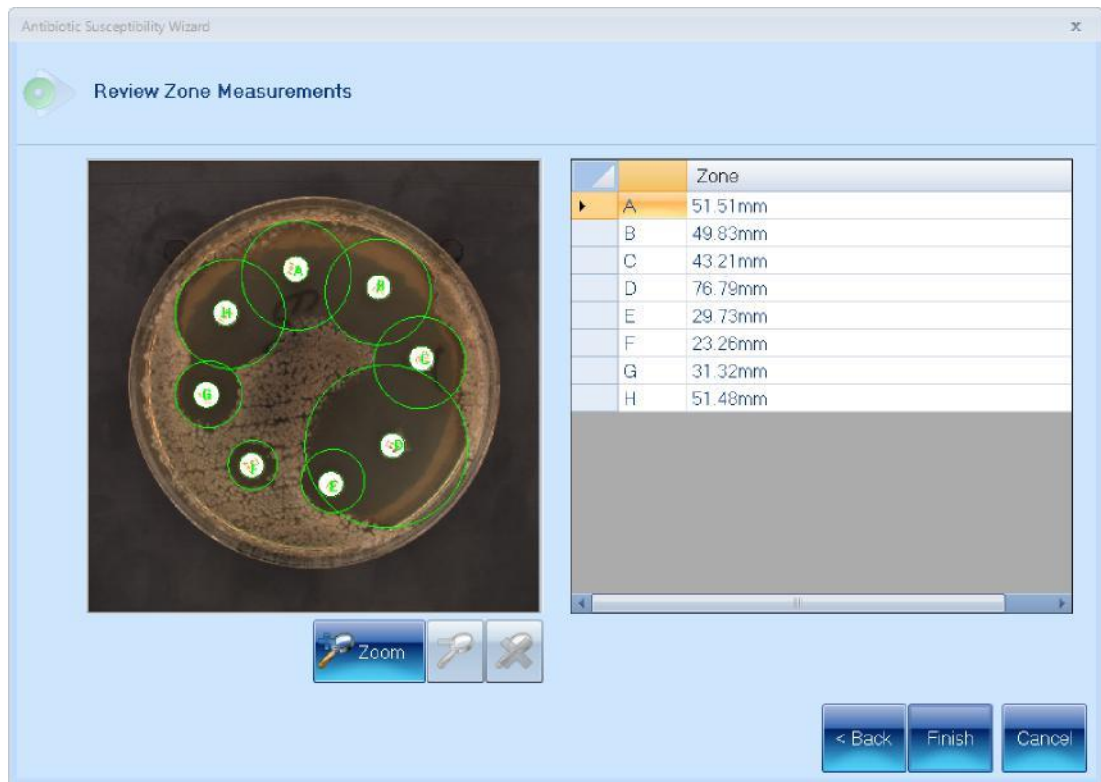 Antibiotic Susceptibility Wizard
x
Review Zone Measurements
A
B
H
C
G
D
F
E
Zone
A 51.51mm
B 49.83mm
C 43.21mm
D 76.79mm
E 29.73mm
F 23.26mm
G 31.32mm
H 51.48mm
Zoom
< Back
Finish
Cancel